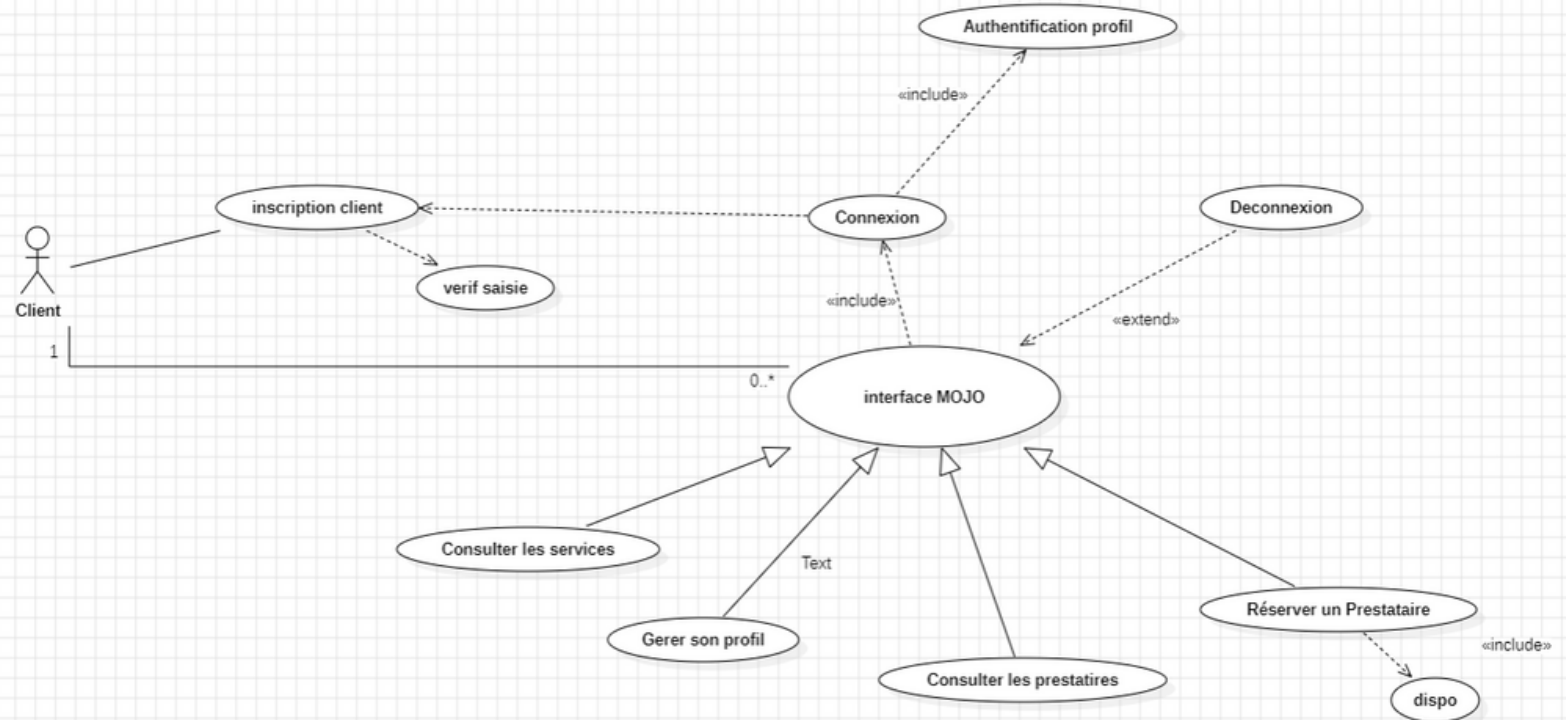 Authentification profil
«include»
inscription client
Connexion
Deconnexion
verif saisie
Client
«include»
«extend»
1
0..*
interface MOJO
Consulter les services
Text
Gerer son profil
Consulter les prestatires
Réserver un Prestataire
«include»
dispo